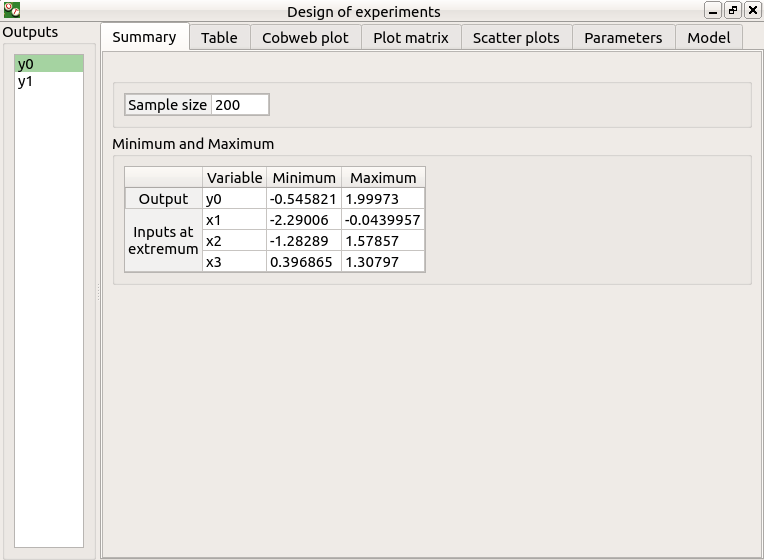 Design of experiments
Outputs
y0
y1
Summary Table Cobweb plot Plot matrix Scatter plots Parameters Model
Sample size 200
Minimum and Maximum
Variable Minimum Maximum
Output y0 -0.545821 1.99973
Inputs at extremum x1 -2.29006 -0.0439957
x2 -1.28289 1.57857
x3 0.396865 1.30797